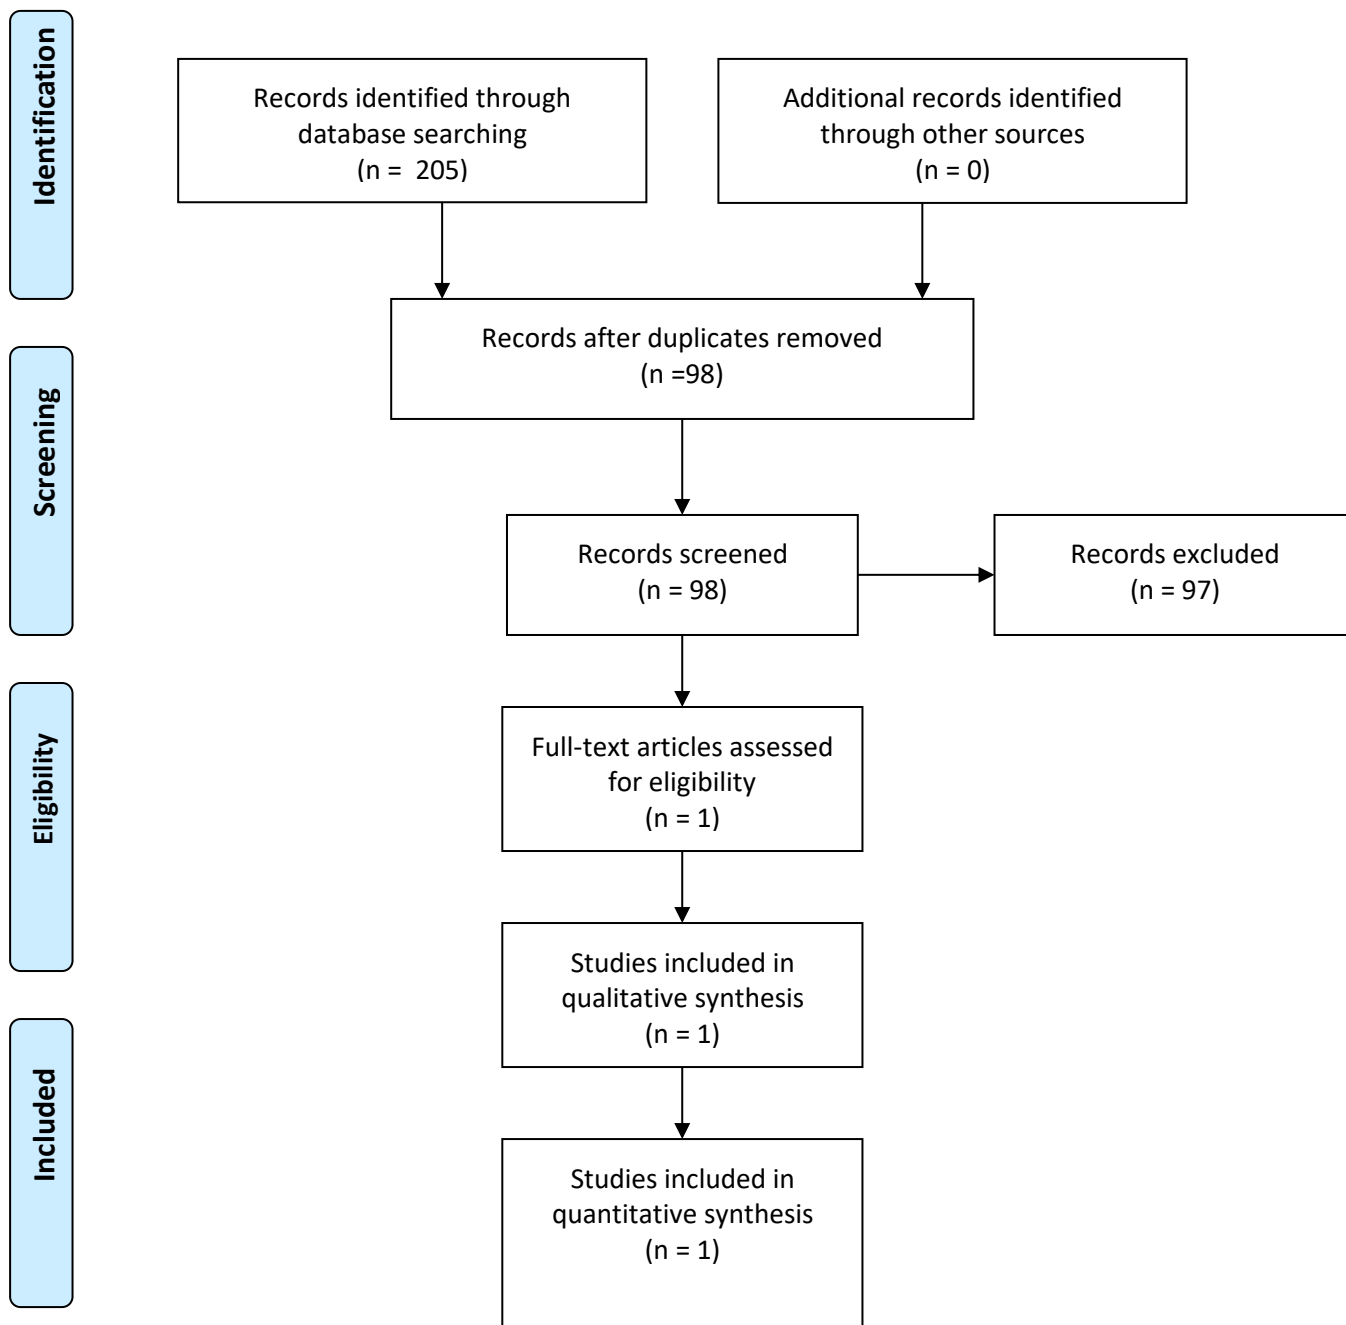 Identification
Records identified through
database searching
(n =  205)
Additional records identified
through other sources
(n = 0)
Records after duplicates removed
(n =98)
Screening
Records screened
(n = 98)
Records excluded
(n = 97)
Eligibility
Full-text articles assessed
for eligibility
(n = 1)
Studies included in
qualitative synthesis
(n = 1)
Included
Studies included in
quantitative synthesis
(n = 1)